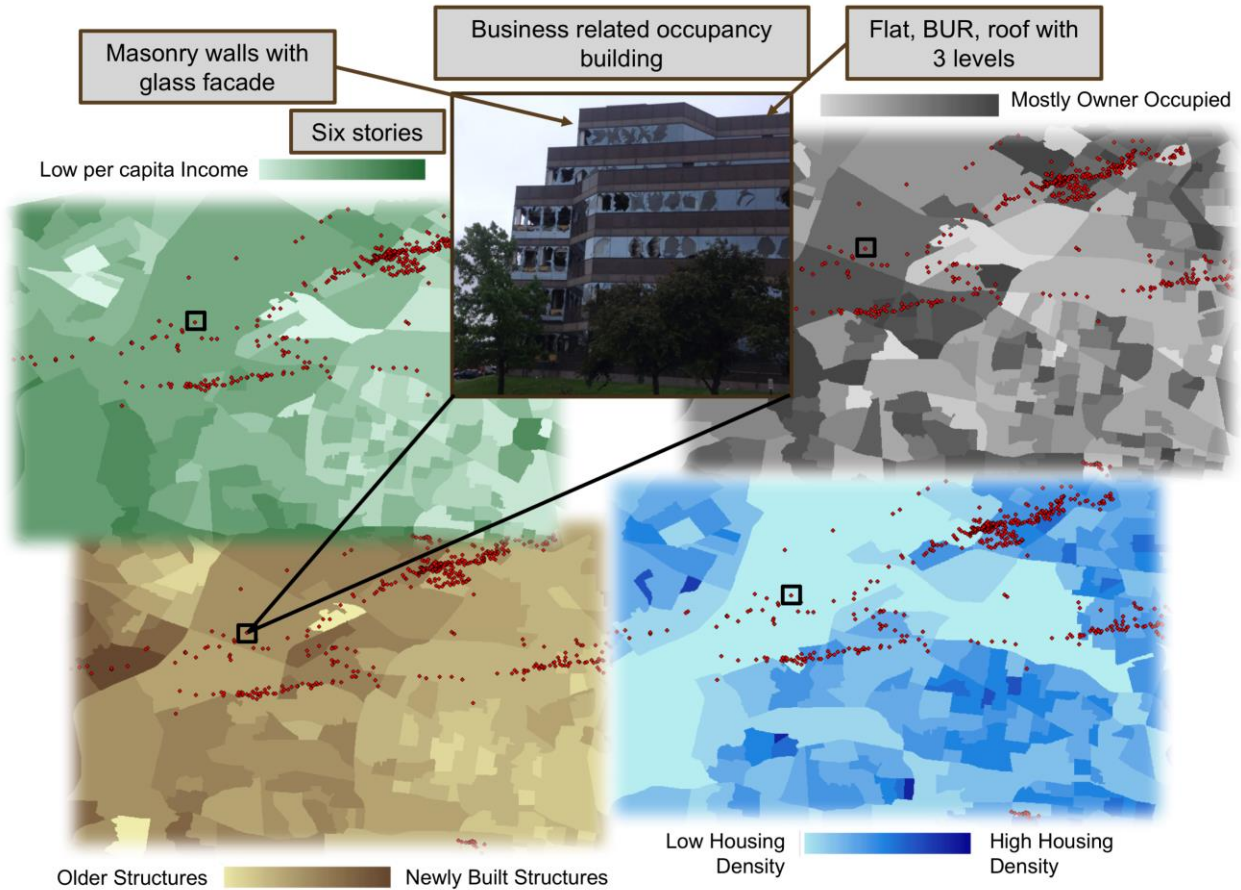 Masonry walls with
glass facade
Business related occupancy
building
Flat, BUR, roof with
3 levels
Six stories
Low per capita Income
Mostly Owner Occupied
Older Structures
Newly Built Structures
Low Housing
Density
High Housing
Density